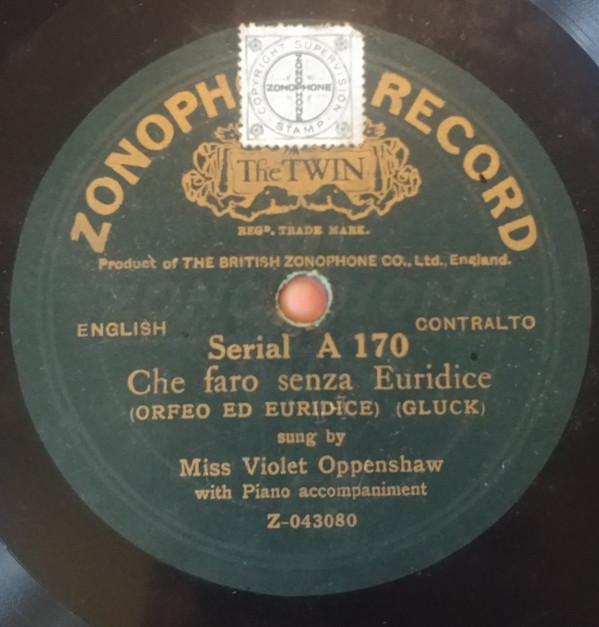 COPYRIGHT SUPERVISION
ZONOPHONE
ZONOPHONE
STAMP.
ZONOPH RECORD
The TWIN
REGD. TRADE MARK.
Product of THE BRITISH ZONOPHONE CO., Ltd., England.
ENGLISH
CONTRALTO
Serial A 170
Che faro senza Euridice
(ORFEO ED EURIDICE) (GLUCK)
sung by
Miss Violet Oppenshaw
with Piano accompaniment
Z-043080